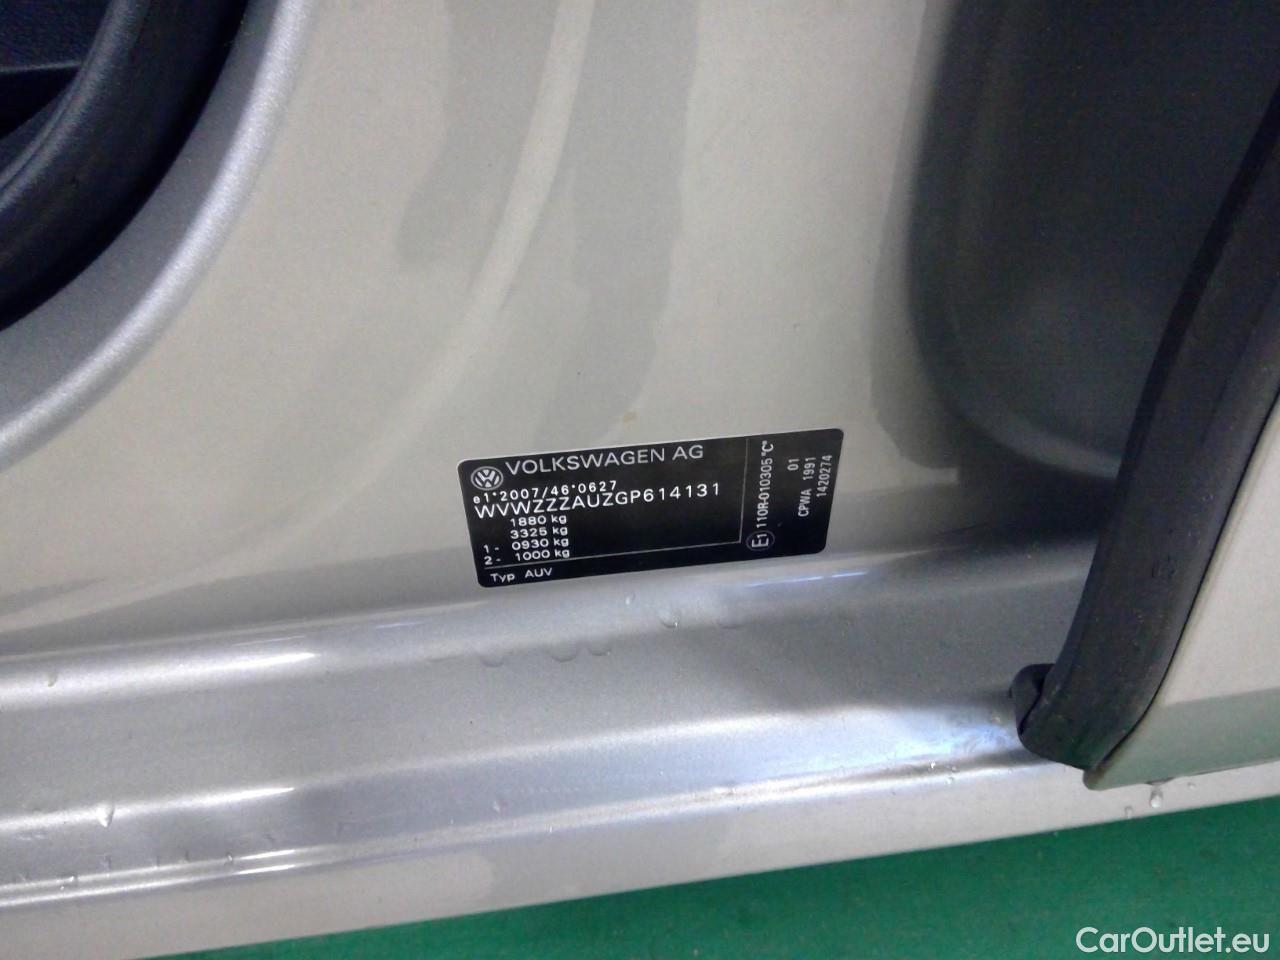 VOLKSWAGEN AG
e1*2007/46*0627
WVWZZZAUZGP614131
1880 kg
3325 kg
1- 0930 kg
2- 1000 kg
Typ AUV
E1 110R-010305 "C"
01
CPWA 1991
1420274
CarOutlet.eu